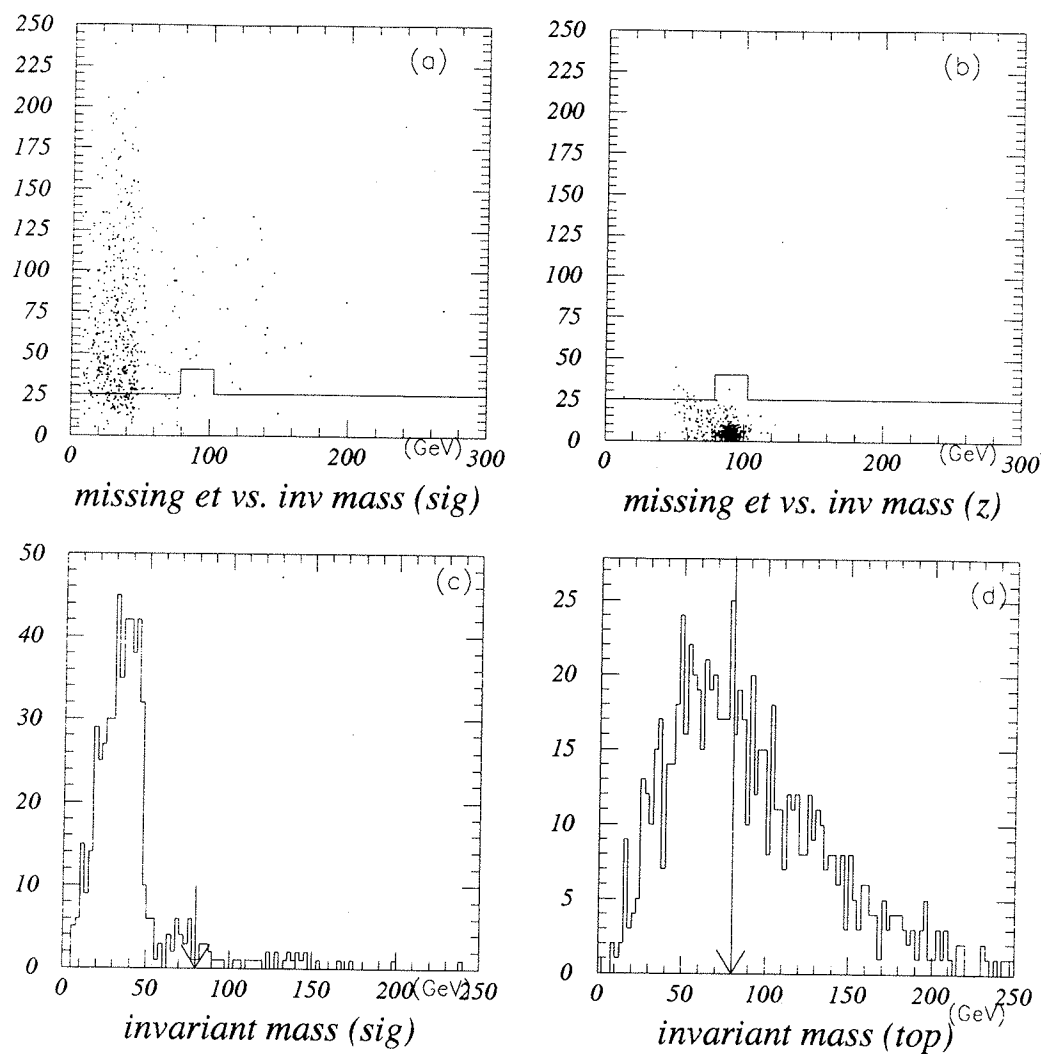 250
225
200
175
150
125
100
75
50
25
0
(a)
0 100 200 (GeV) 300
missing et vs. inv mass (sig)
250
225
200
175
150
125
100
75
50
25
0
(b)
0 100 200 (GeV) 300
missing et vs. inv mass (z)
50
40
30
20
10
0
(c)
0 50 100 150 200 (GeV) 250
invariant mass (sig)
25
20
15
10
5
0
(d)
0 50 100 150 200 250
(GeV)
invariant mass (top)